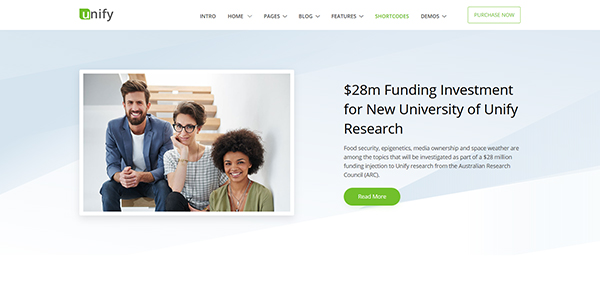 unify
INTRO HOME PAGES BLOG FEATURES SHORTCODES DEMOS PURCHASE NOW
$28m Funding Investment
for New University of Unify
Research
Food security, epigenetics, media ownership and space weather are
among the topics that will be investigated as part of a $28 million
funding injection to Unify research from the Australian Research
Council (ARC).
Read More